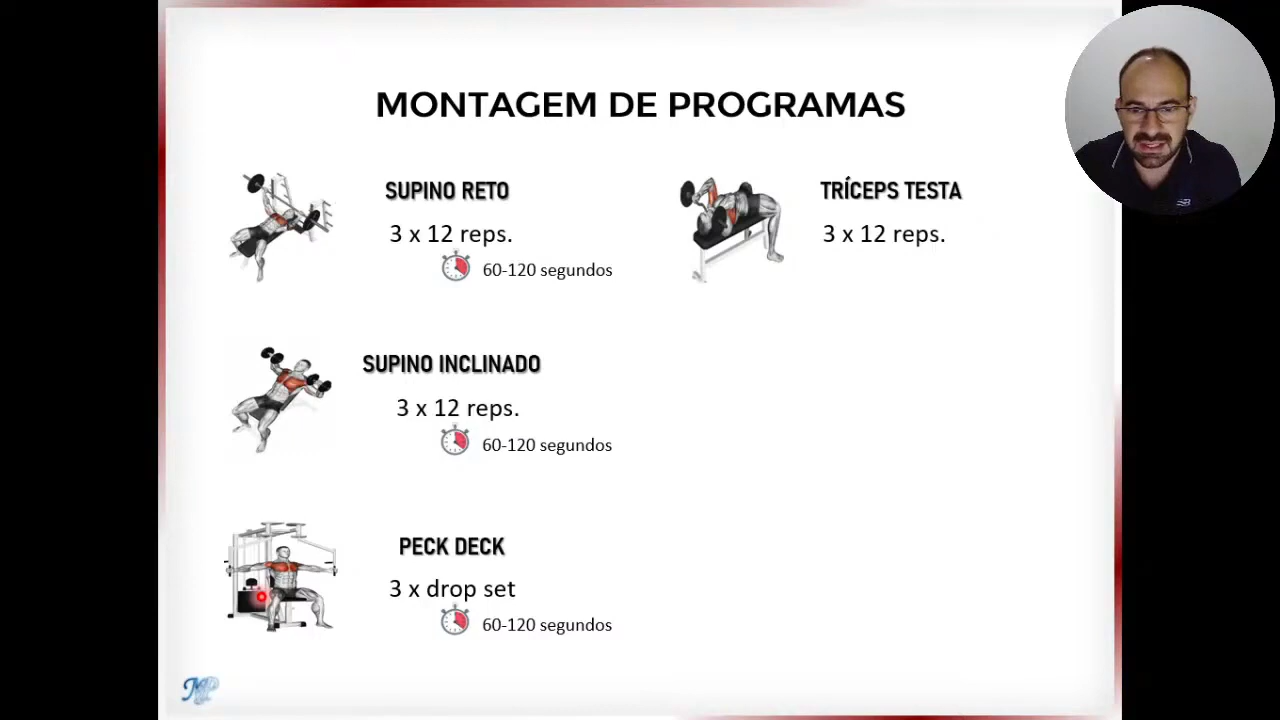 MONTAGEM DE PROGRAMAS
SUPINO RETO
3 x 12 reps.
60-120 segundos
SUPINO INCLINADO
3 x 12 reps.
60-120 segundos
PECK DECK
3 x drop set
60-120 segundos
TRÍCEPS TESTA
3 x 12 reps.